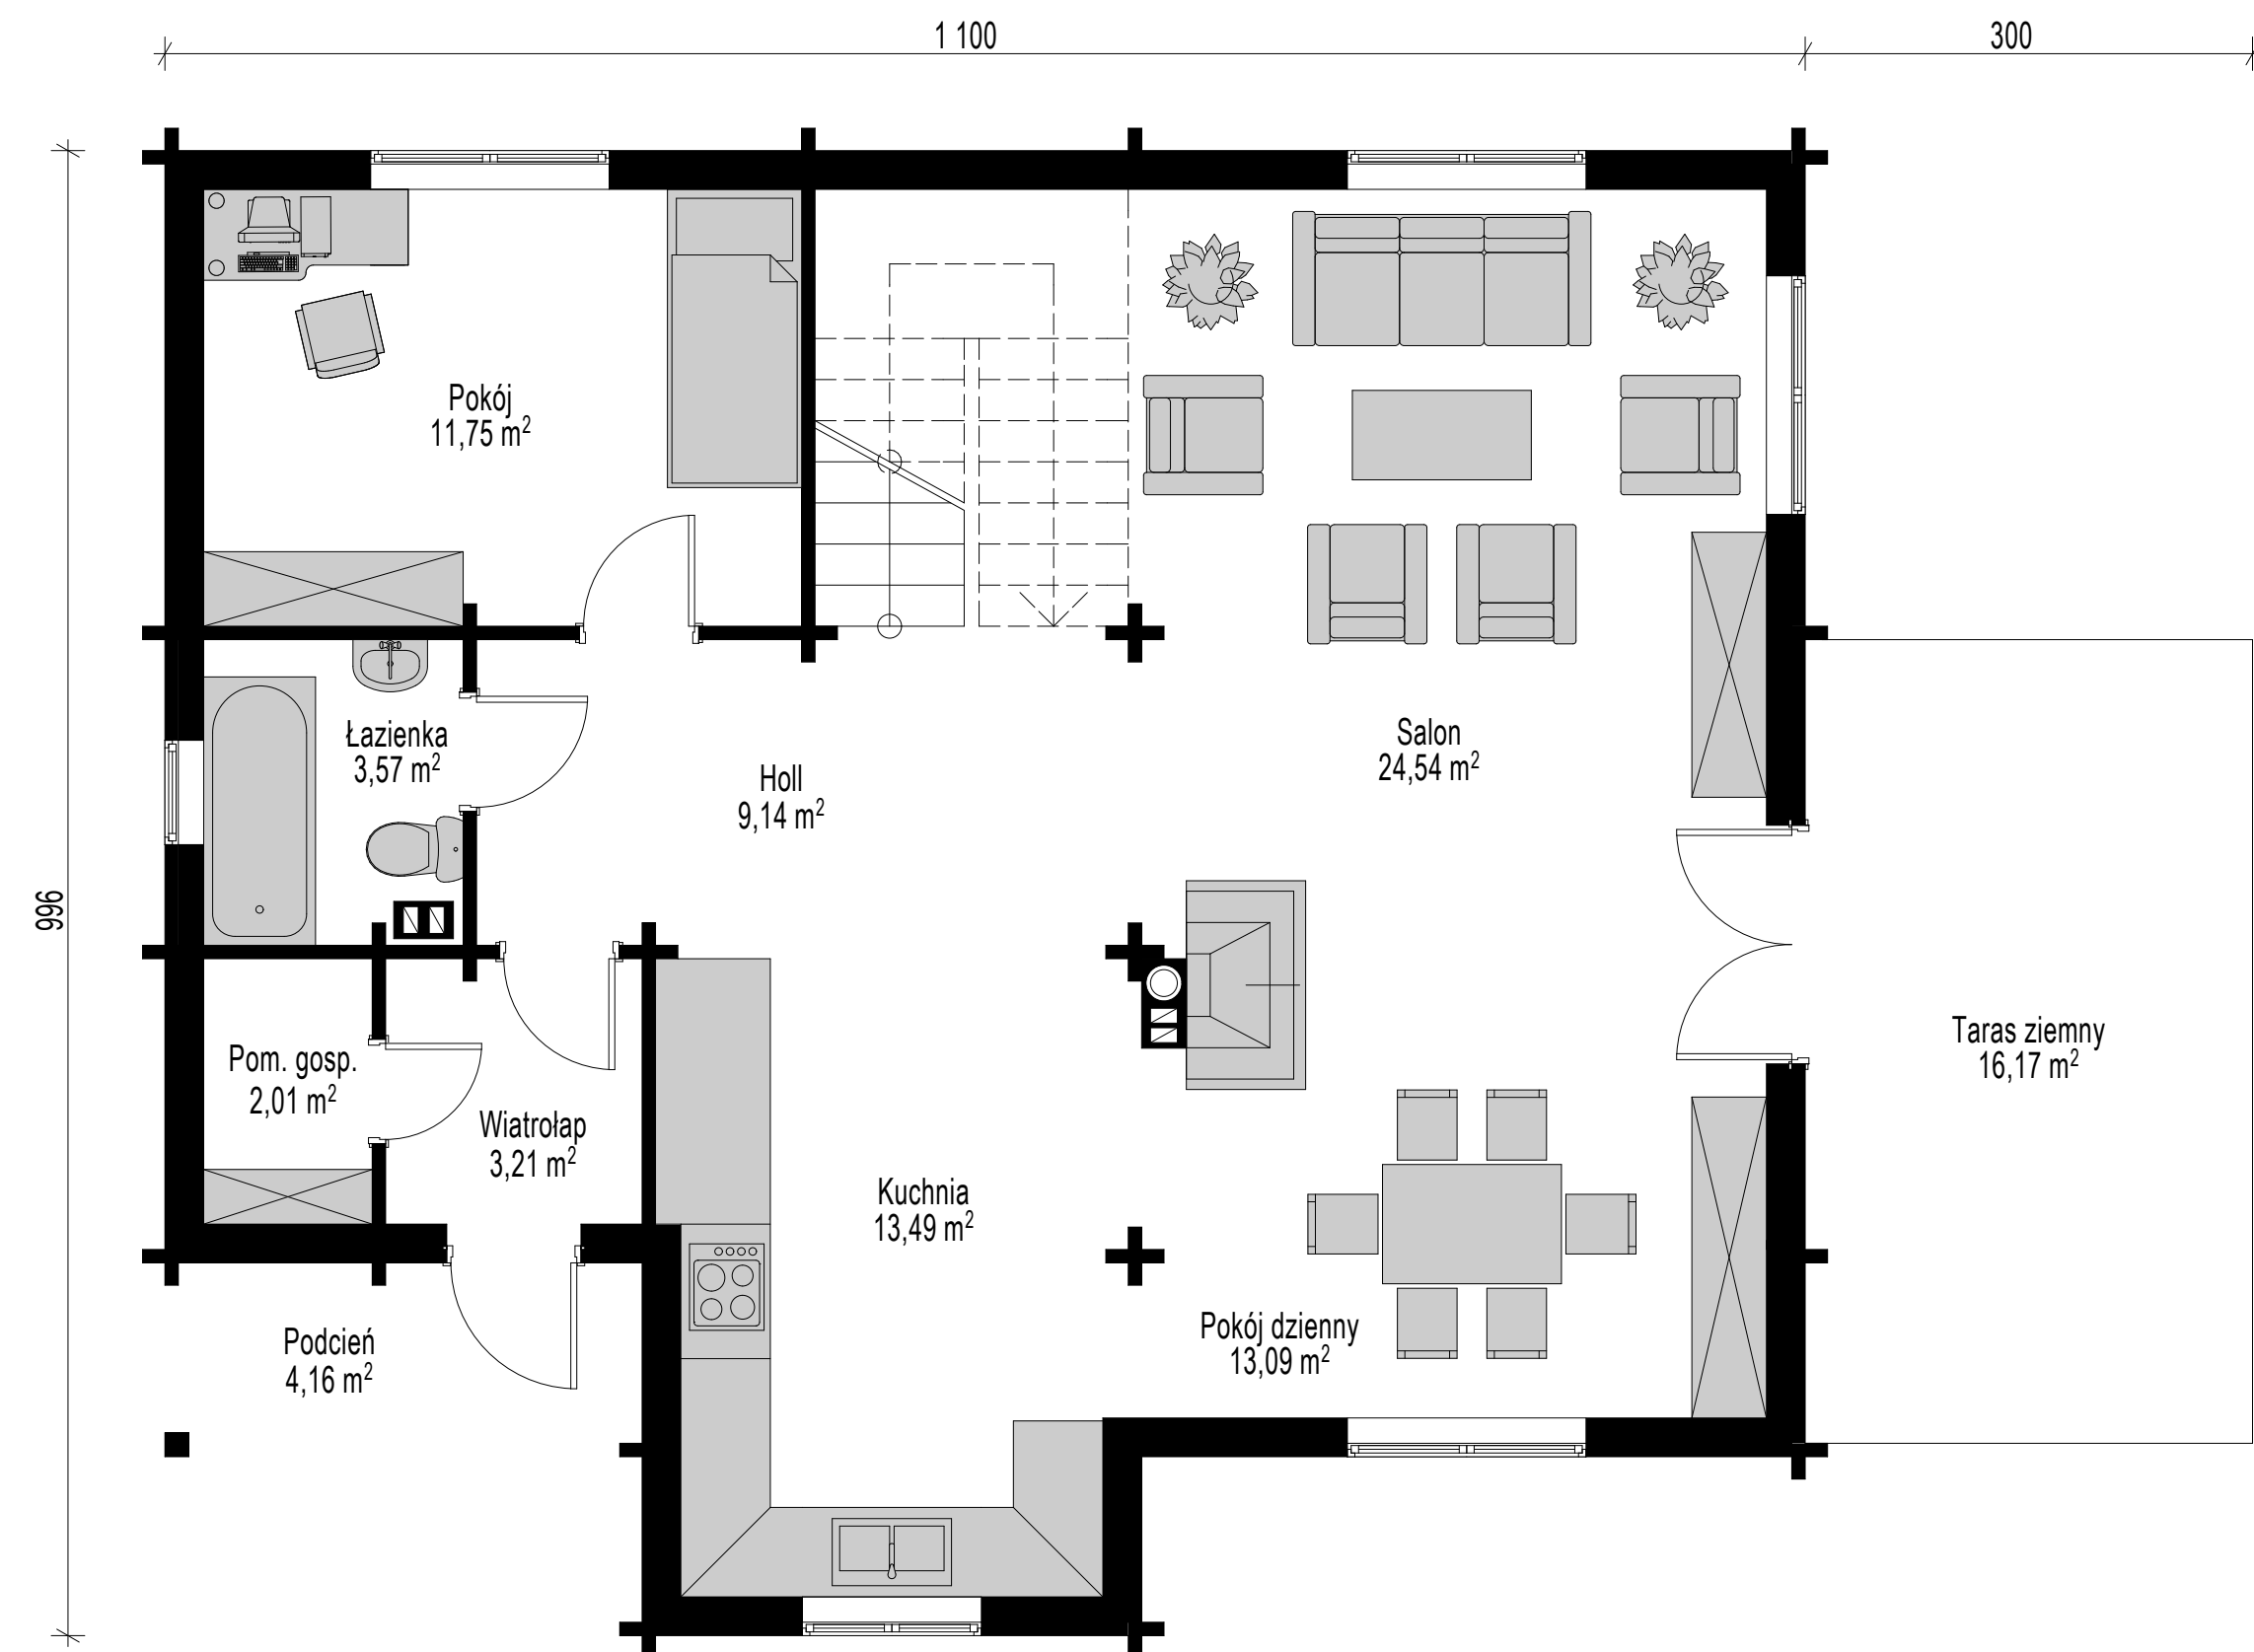 1 100
300
996
Pokój
11,75 m²
Łazienka
3,57 m²
Holl
9,14 m²
Salon
24,54 m²
Pom. gosp.
2,01 m²
Wiatrołap
3,21 m²
Kuchnia
13,49 m²
Taras ziemny
16,17 m²
Podcień
4,16 m²
Pokój dzienny
13,09 m²